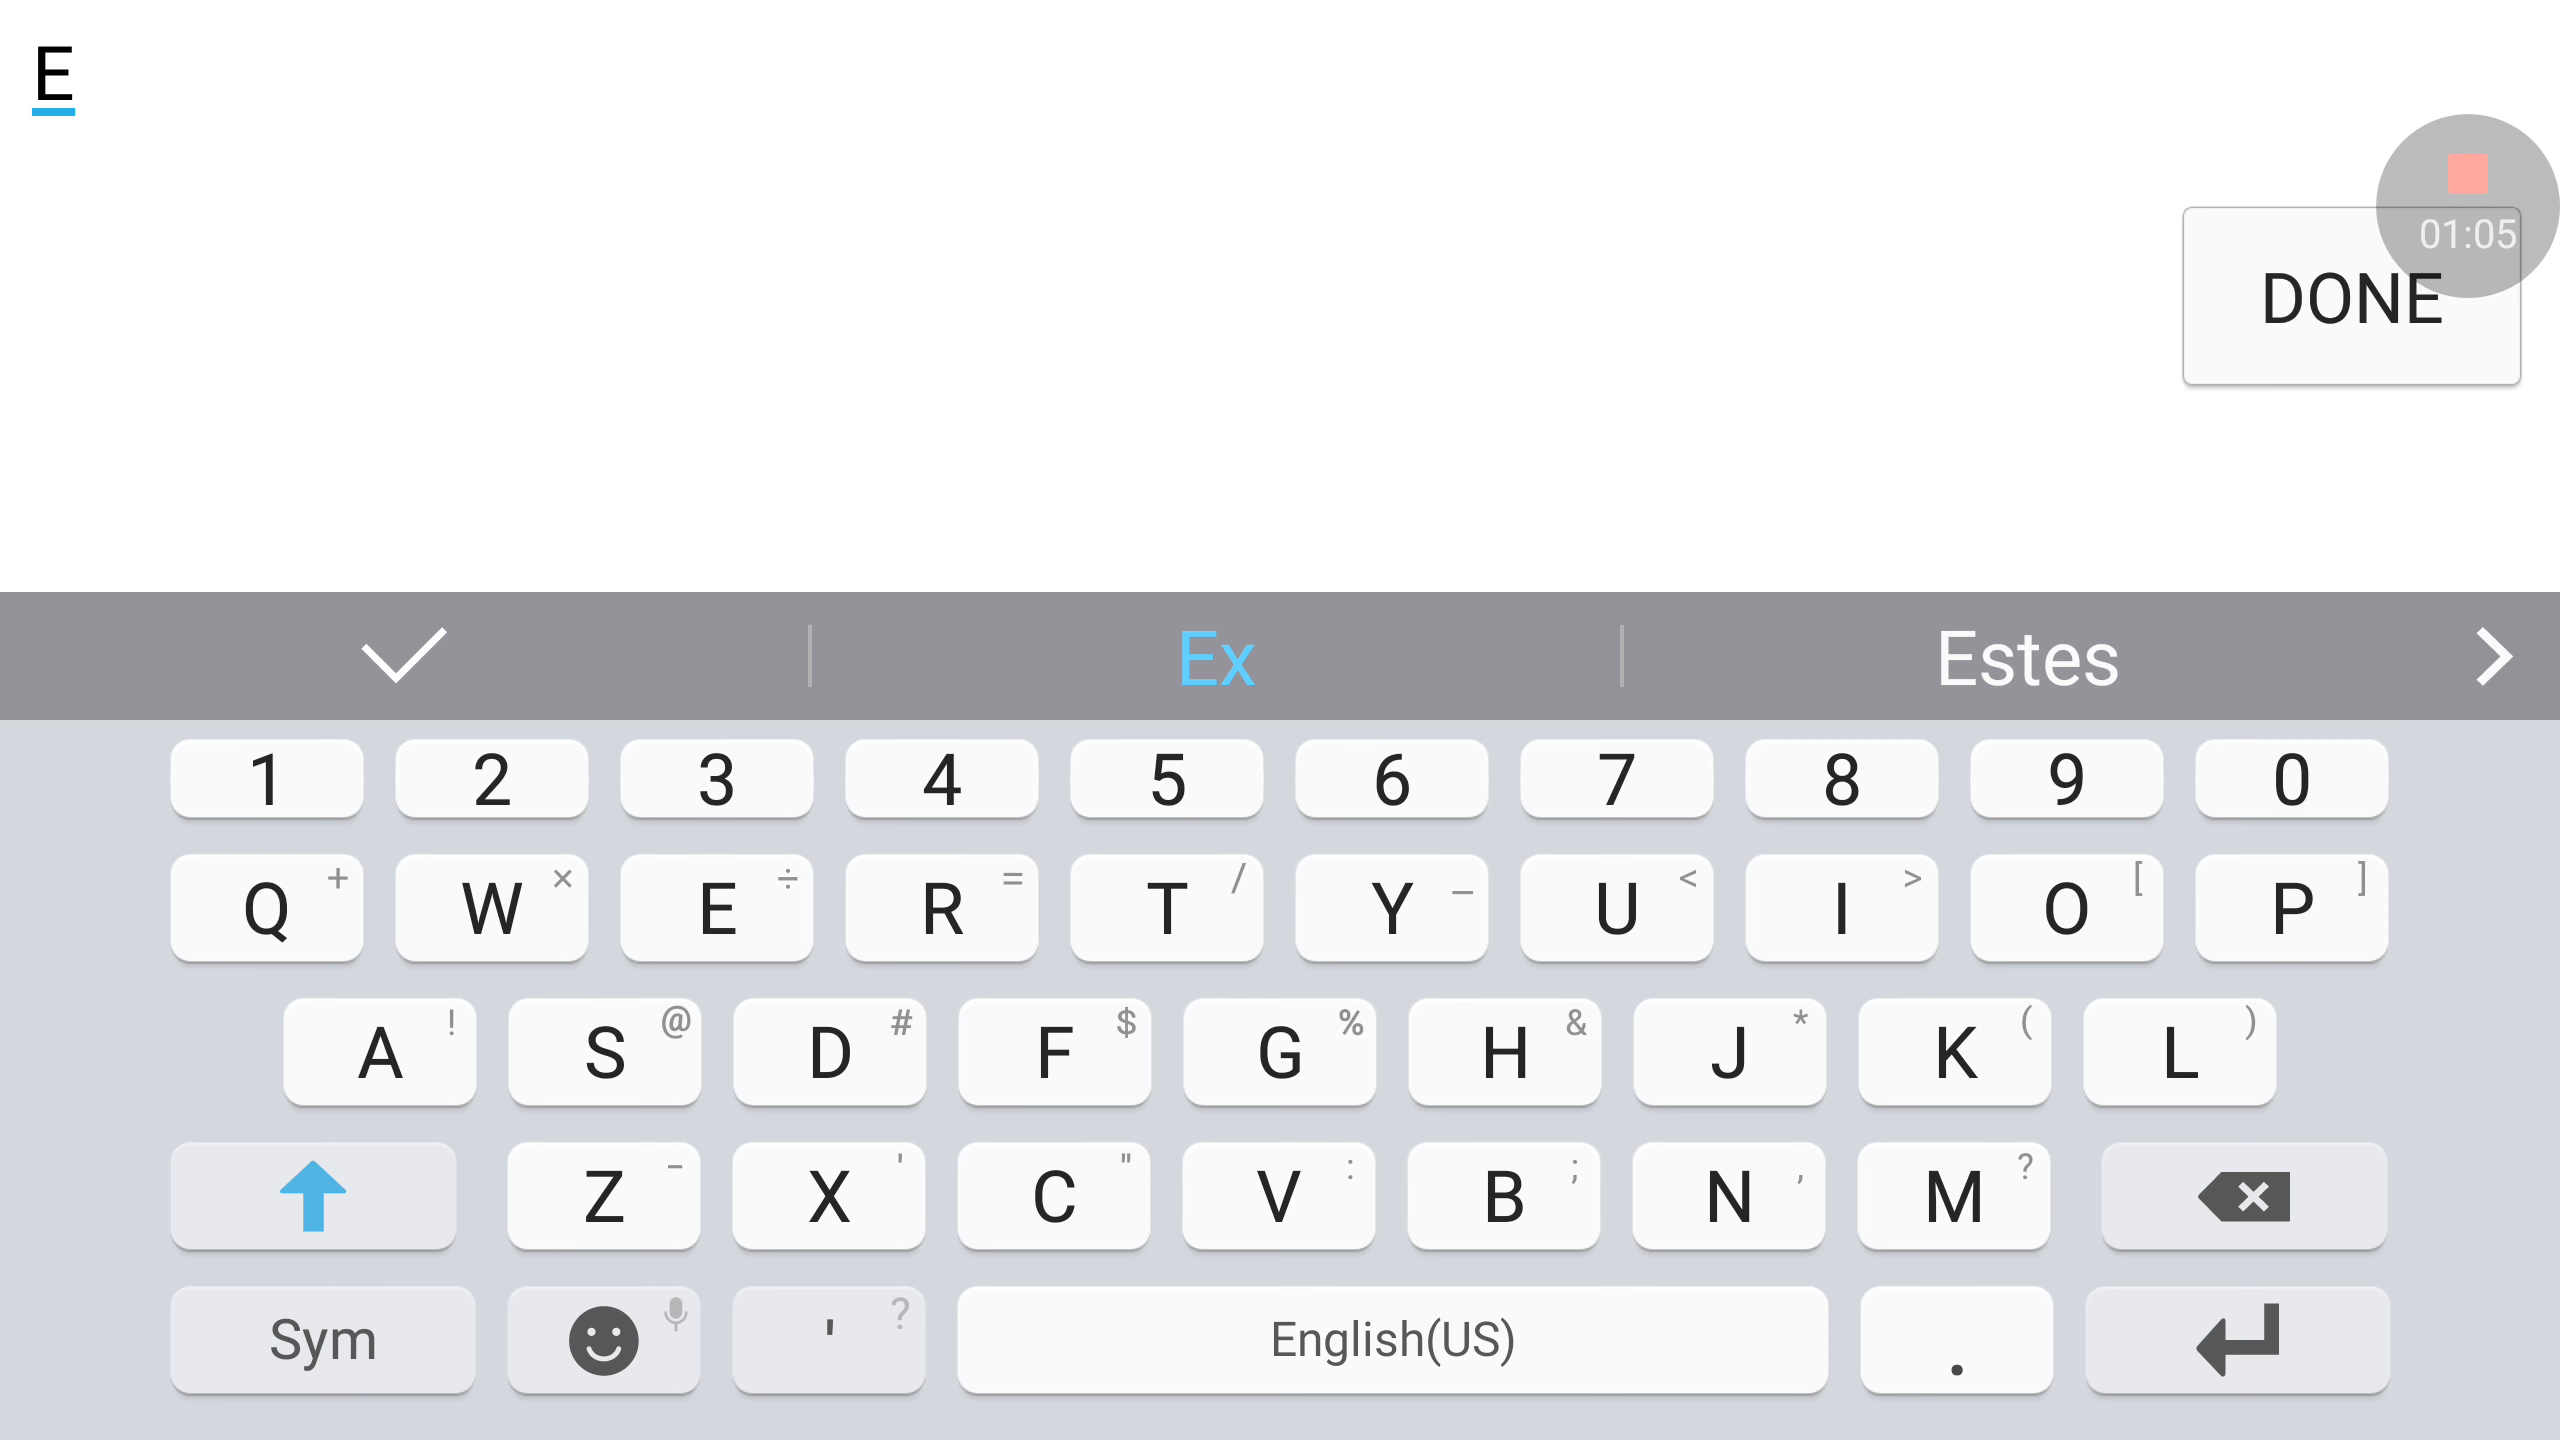 E
01:05
DONE
Ex Estes
1 2 3 4 5 6 7 8 9 0
Q + W × E ÷ R = T / Y _ U < I > O [ P ]
A ! S @ D # F $ G % H & J * K ( L )
Z - X ' C " V : B ; N , M ?
Sym ' ? English(US) .